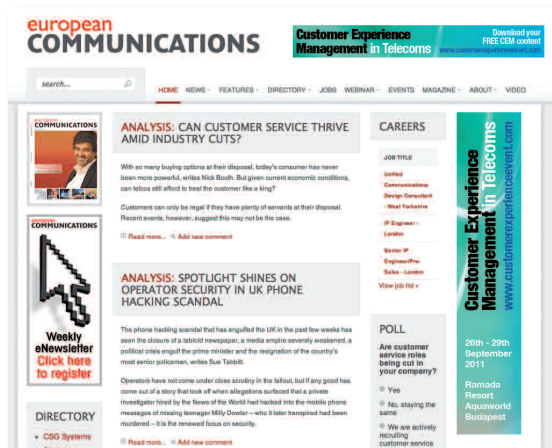 european
COMMUNICATIONS
Customer Experience
Management in Telecoms
Download your
FREE CEM content
www.customerexperienceevent.com
search...
HOME NEWS FEATURES DIRECTORY JOBS WEBINAR EVENTS MAGAZINE ABOUT VIDEO
COMMUNICATIONS
ANALYSIS: CAN CUSTOMER SERVICE THRIVE
AMID INDUSTRY CUTS?
With so many buying options at their disposal, today's consumer has never
been more powerful, writes Nick Booth. But given current economic conditions,
can telcos still afford to treat the customer like a king?
Customers can only be regal if they have plenty of servants at their disposal.
Recent events, however, suggest this may not be the case.
Read more... Add new comment
COMMUNICATIONS
Weekly
eNewsletter
Click here
to register
ANALYSIS: SPOTLIGHT SHINES ON
OPERATOR SECURITY IN UK PHONE
HACKING SCANDAL
The phone hacking scandal that has engulfed the UK in the past few weeks has
seen the closure of a tabloid newspaper, a media empire severely weakened, a
political crisis engulf the prime minister and the resignation of the country's
most senior policemen, writes Sue Tabbitt.
Operators have not come under close scrutiny in the fallout, but if any good has
come out of a story that took off when allegations surfaced that a private
investigator hired by the News of the World had hacked into the mobile phone
messages of missing teenager Milly Dowler – who it later transpired had been
murdered – it is the renewed focus on security.
Read more... Add new comment
DIRECTORY
CSG Systems
CAREERS
JOB TITLE
Unified
Communications
Design Consultant
- West Yorkshire
IP Engineer -
London
Senior IP
Engineer/Pre-
Sales - London
View job list »
POLL
Are customer
service roles
being cut in
your company?
Yes
No, staying the
same
We are actively
recruiting
customer service
Customer Experience
Management in Telecoms
www.customerexperienceevent.com
26th - 29th
September
2011
Ramada
Resort
Aquaworld
Budapest